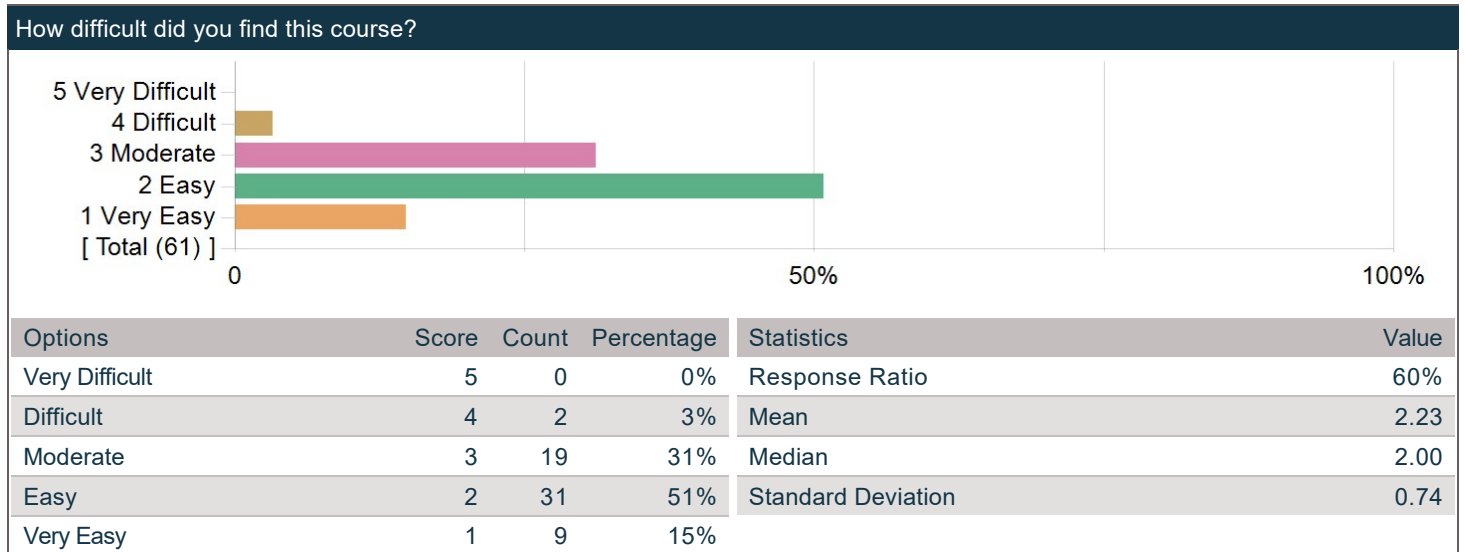 How difficult did you find this course?
5 Very Difficult
4 Difficult
3 Moderate
2 Easy
1 Very Easy
[ Total (61) ]
0 50% 100%
Options Score Count Percentage
Very Difficult 5 0 0%
Difficult 4 2 3%
Moderate 3 19 31%
Easy 2 31 51%
Very Easy 1 9 15%
Statistics Value
Response Ratio 60%
Mean 2.23
Median 2.00
Standard Deviation 0.74